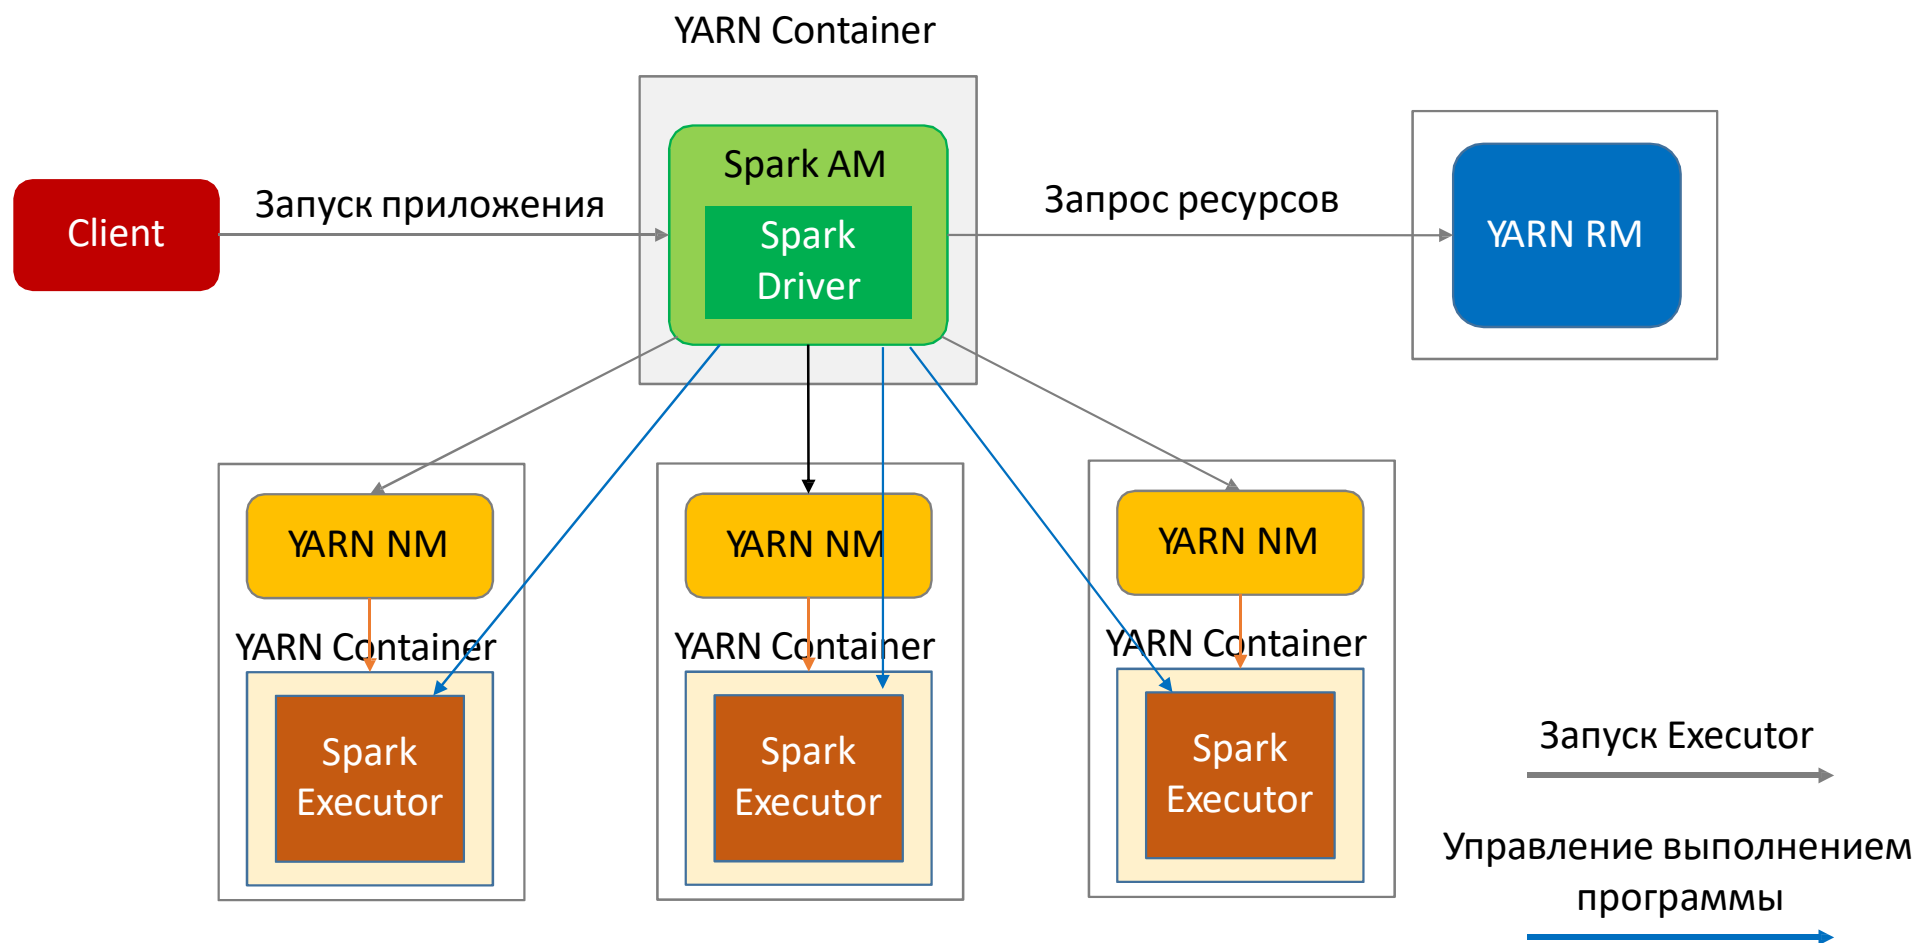 YARN Container
Spark AM
Client
Запуск приложения
Spark
Driver
Запрос ресурсов
YARN RM
YARN NM
YARN NM
YARN NM
YARN Container
YARN Container
YARN Container
Spark
Executor
Spark
Executor
Spark
Executor
Запуск Executor
Управление выполнением
программы